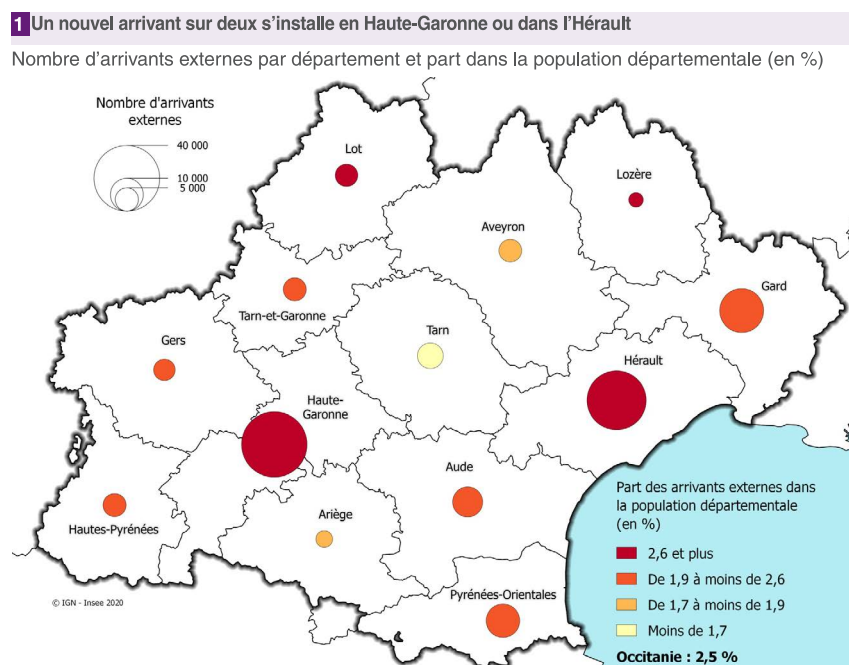 1 Un nouvel arrivant sur deux s’installe en Haute-Garonne ou dans l’Hérault
Nombre d’arrivants externes par département et part dans la population départementale (en %)
Nombre d'arrivants
externes
40 000
10 000
5 000
Lot
Lozère
Aveyron
Gard
Tarn-et-Garonne
Tarn
Gers
Hérault
Haute-
Garonne
Aude
Hautes-Pyrénées
Ariège
Pyrénées-Orientales
Part des arrivants externes dans
la population départementale
(en %)
2,6 et plus
De 1,9 à moins de 2,6
De 1,7 à moins de 1,9
Moins de 1,7
Occitanie : 2,5 %
© IGN - Insee 2020